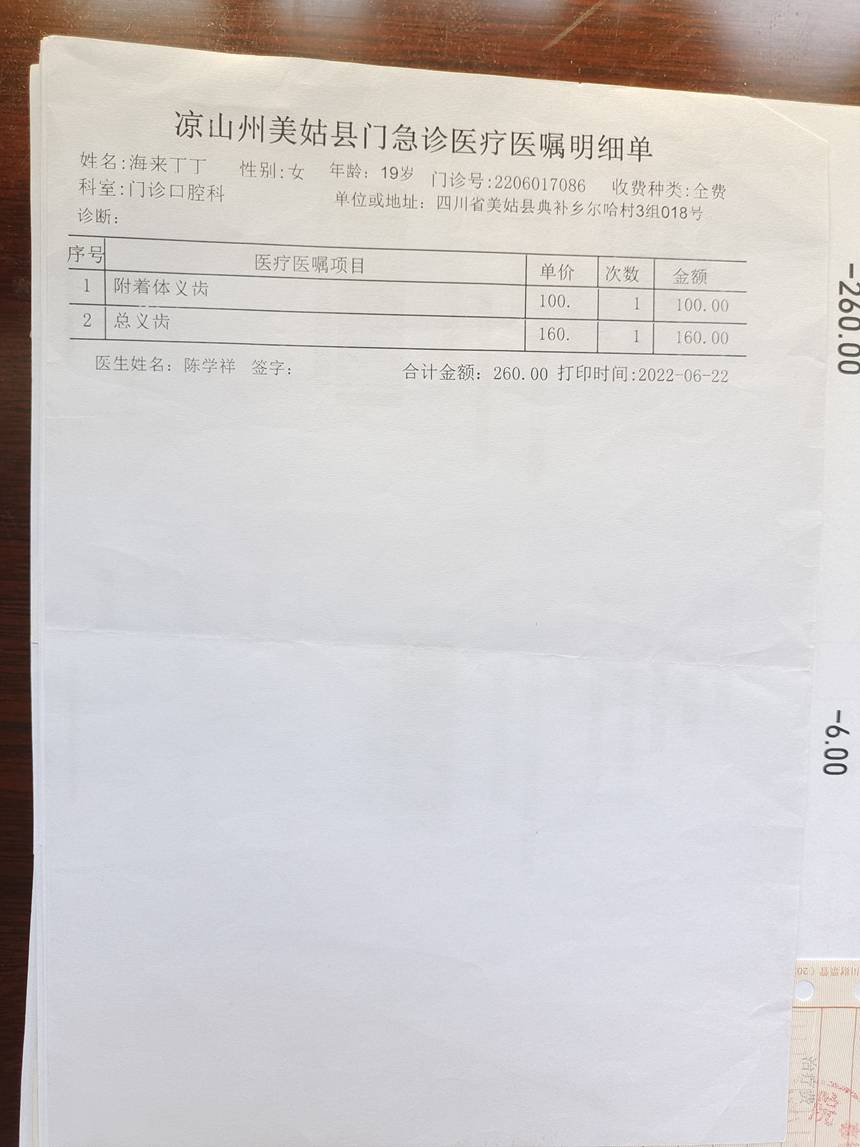 凉山州美姑县门急诊医疗医嘱明细单
姓名:海来丁丁 性别:女 年龄: 19岁 门诊号:2206017086 收费种类:全费
科室:门诊口腔科 单位或地址: 四川省美姑县典补乡尔哈村3组018号
诊断:
序号 医疗医嘱项目 单价 次数 金额
1 附着体义齿 100. 1 100.00
2 总义齿 160. 1 160.00
医生姓名: 陈学祥 签字: 合计金额: 260.00 打印时间:2022-06-22
-260.00
-6.00
治疗费